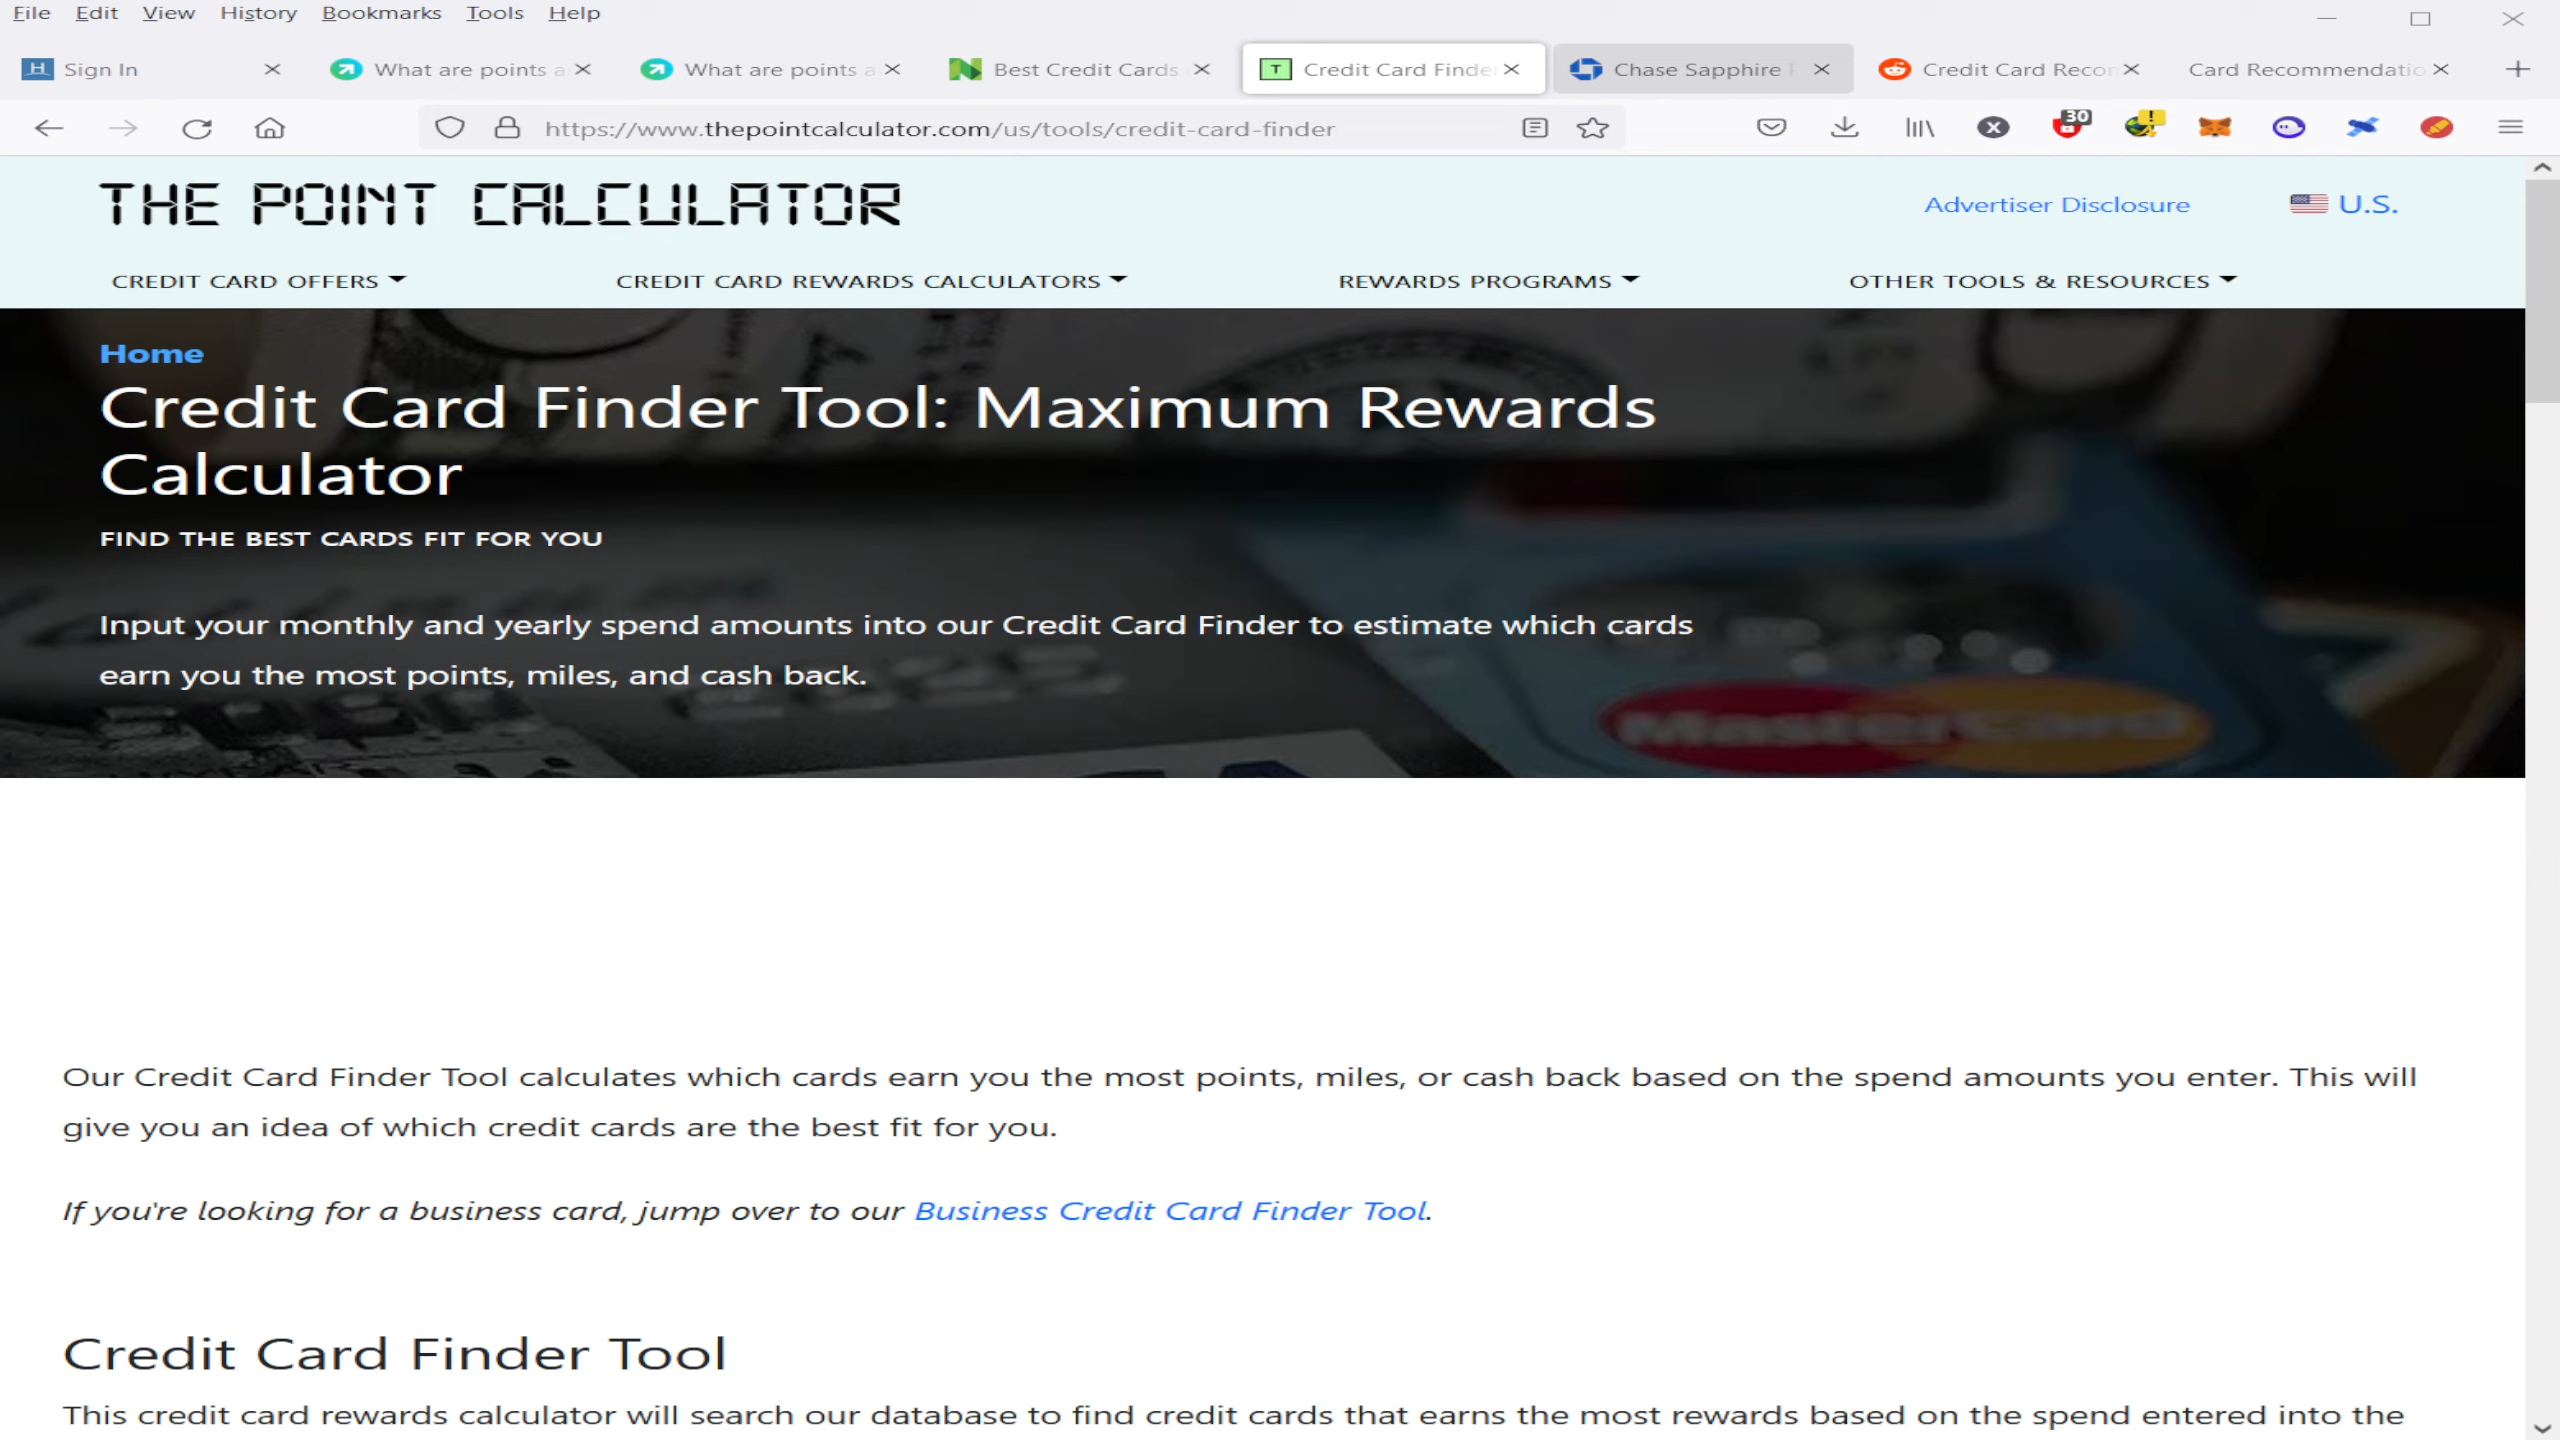 File Edit View History Bookmarks Tools Help
Sign In What are points a What are points a Best Credit Cards Credit Card Finde Chase Sapphire Credit Card Recor Card Recommendatio
https://www.thepointcalculator.com/us/tools/credit-card-finder 30
THE POINT CALCULATOR Advertiser Disclosure U.S.
CREDIT CARD OFFERS CREDIT CARD REWARDS CALCULATORS REWARDS PROGRAMS OTHER TOOLS & RESOURCES
Home
Credit Card Finder Tool: Maximum Rewards
Calculator
FIND THE BEST CARDS FIT FOR YOU
Input your monthly and yearly spend amounts into our Credit Card Finder to estimate which cards
earn you the most points, miles, and cash back.
MasterCard
Our Credit Card Finder Tool calculates which cards earn you the most points, miles, or cash back based on the spend amounts you enter. This will
give you an idea of which credit cards are the best fit for you.
If you're looking for a business card, jump over to our Business Credit Card Finder Tool.
Credit Card Finder Tool
This credit card rewards calculator will search our database to find credit cards that earns the most rewards based on the spend entered into the